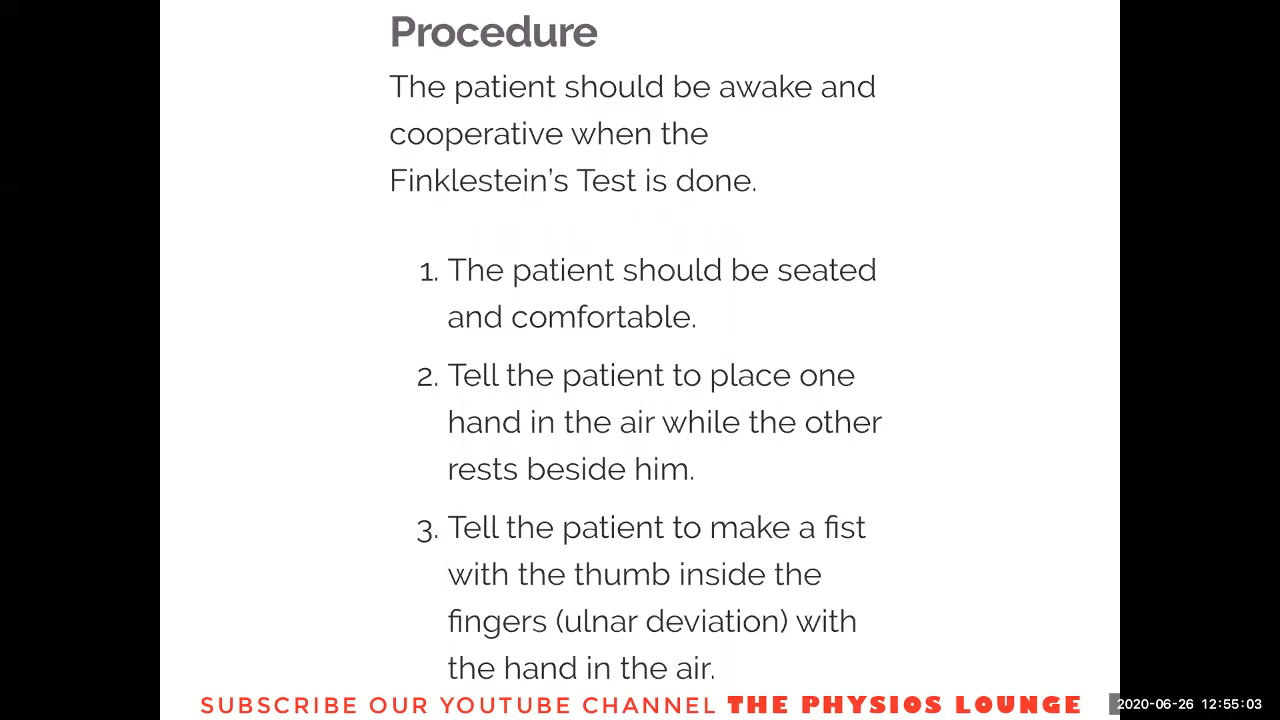 Procedure
The patient should be awake and
cooperative when the
Finklestein's Test is done.
1. The patient should be seated
and comfortable.
2. Tell the patient to place one
hand in the air while the other
rests beside him.
3. Tell the patient to make a fist
with the thumb inside the
fingers (ulnar deviation) with
the hand in the air.
SUBSCRIBE OUR YOUTUBE CHANNEL THE PHYSIOS LOUNGE
2020-06-26 12:55:03